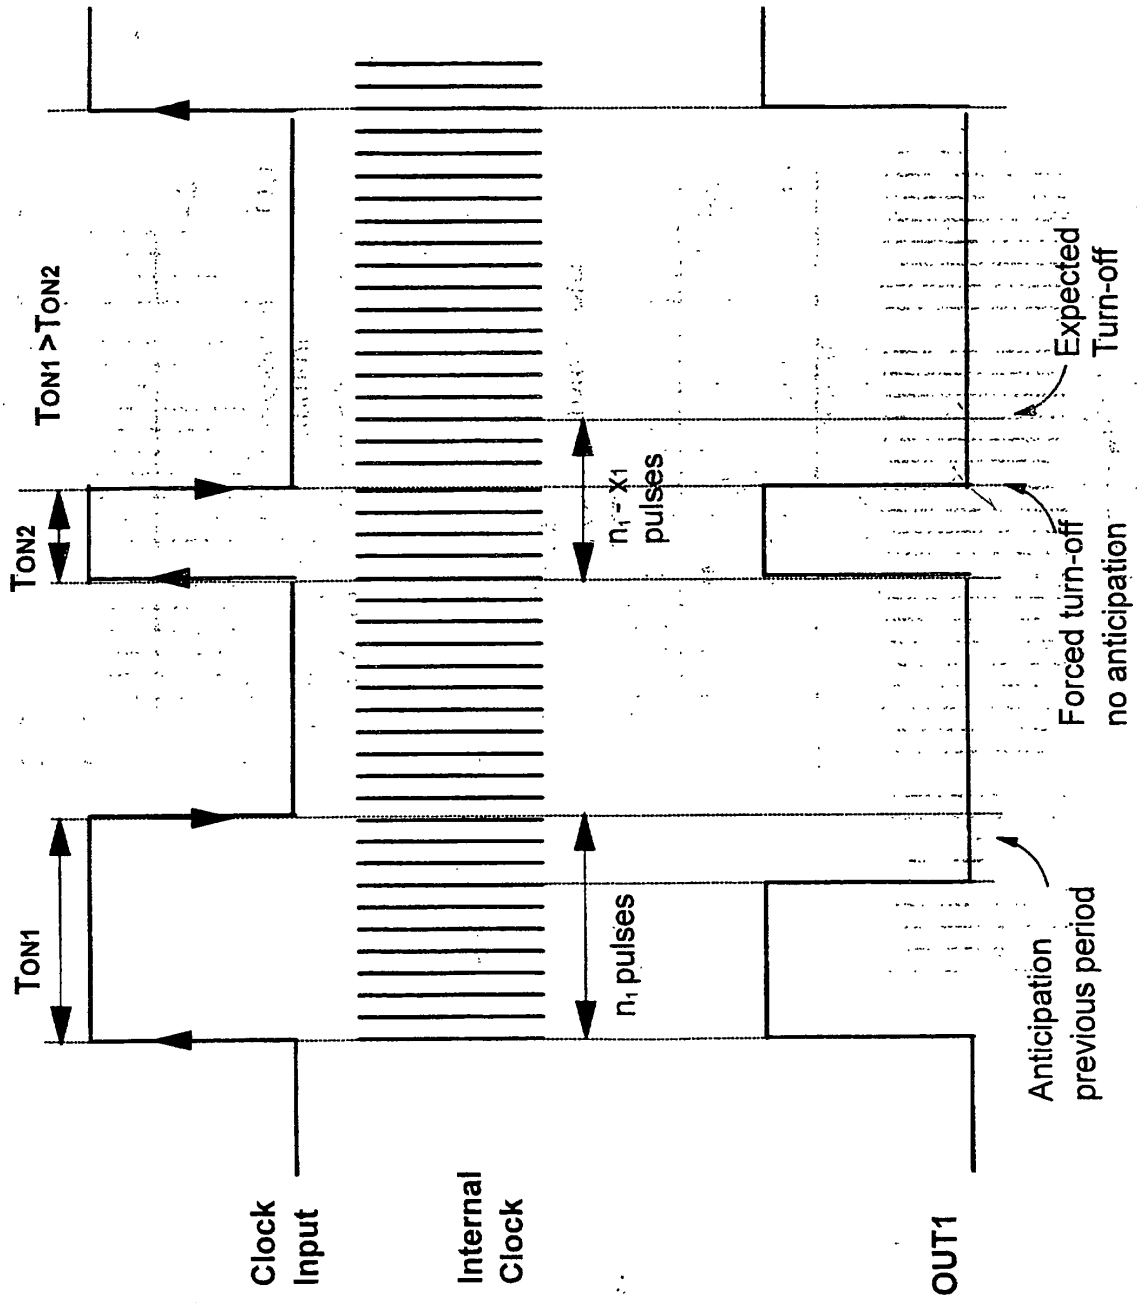 TON1
TON2
TON1 > TON2
Clock
Input
Internal
Clock
n1 pulses
n1 - x1
pulses
OUT1
Anticipation
previous period
Forced turn-off
no anticipation
Expected
Turn-off